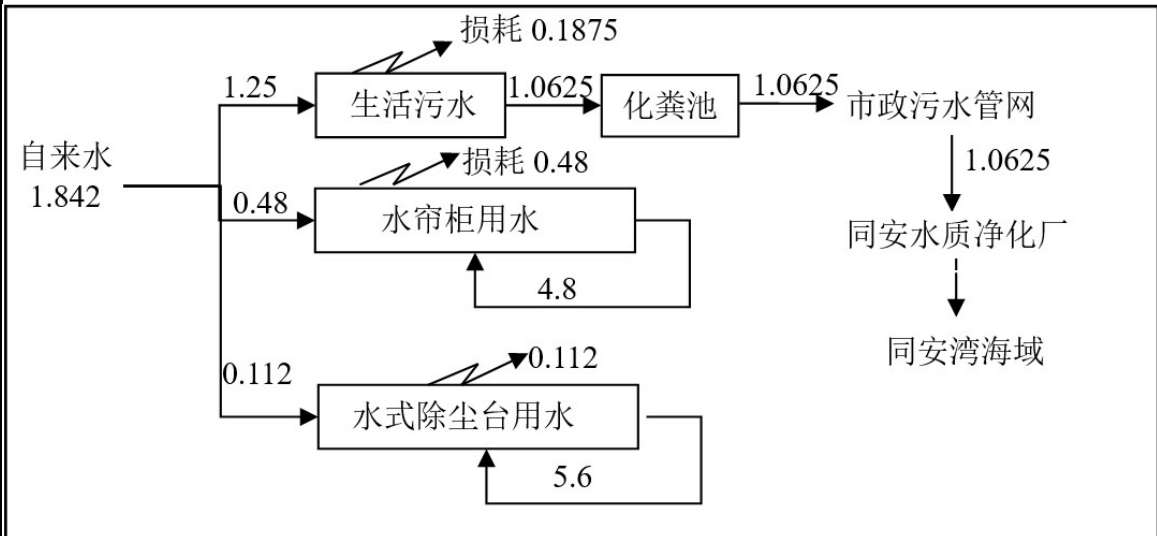 损耗 0.1875
1.25
生活污水
1.0625
化粪池
1.0625
市政污水管网
自来水
1.842
损耗 0.48
1.0625
0.48
水帘柜用水
同安水质净化厂
4.8
同安湾海域
0.112
0.112
水式除尘台用水
5.6